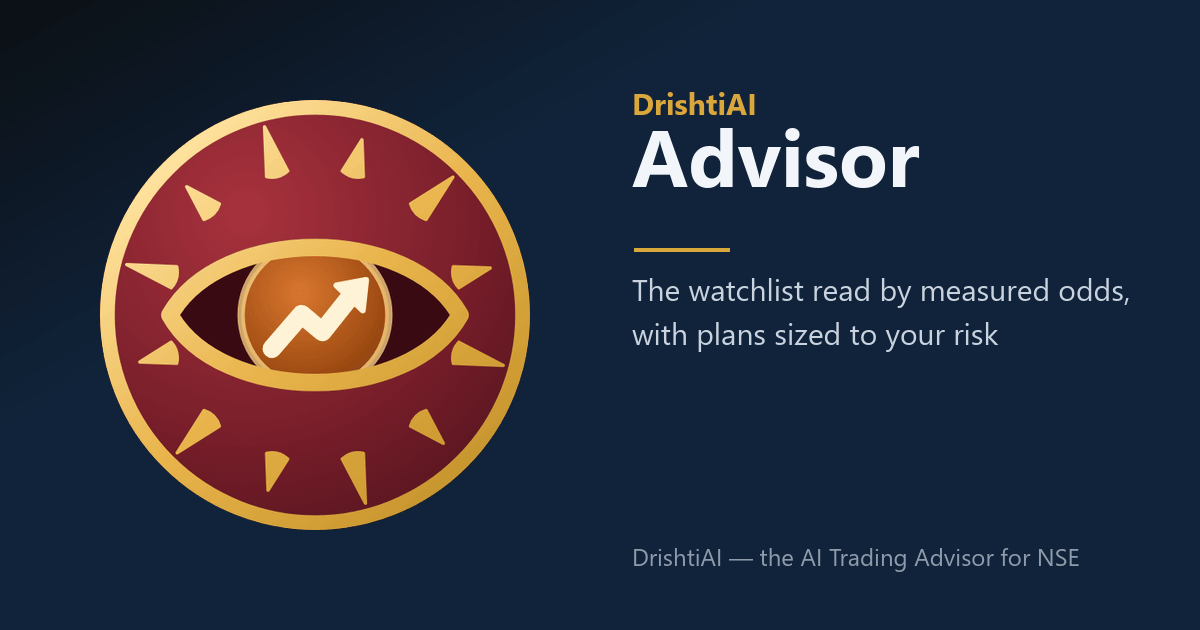 DrishtiAI
Advisor
The watchlist read by measured odds,
with plans sized to your risk
DrishtiAI — the AI Trading Advisor for NSE